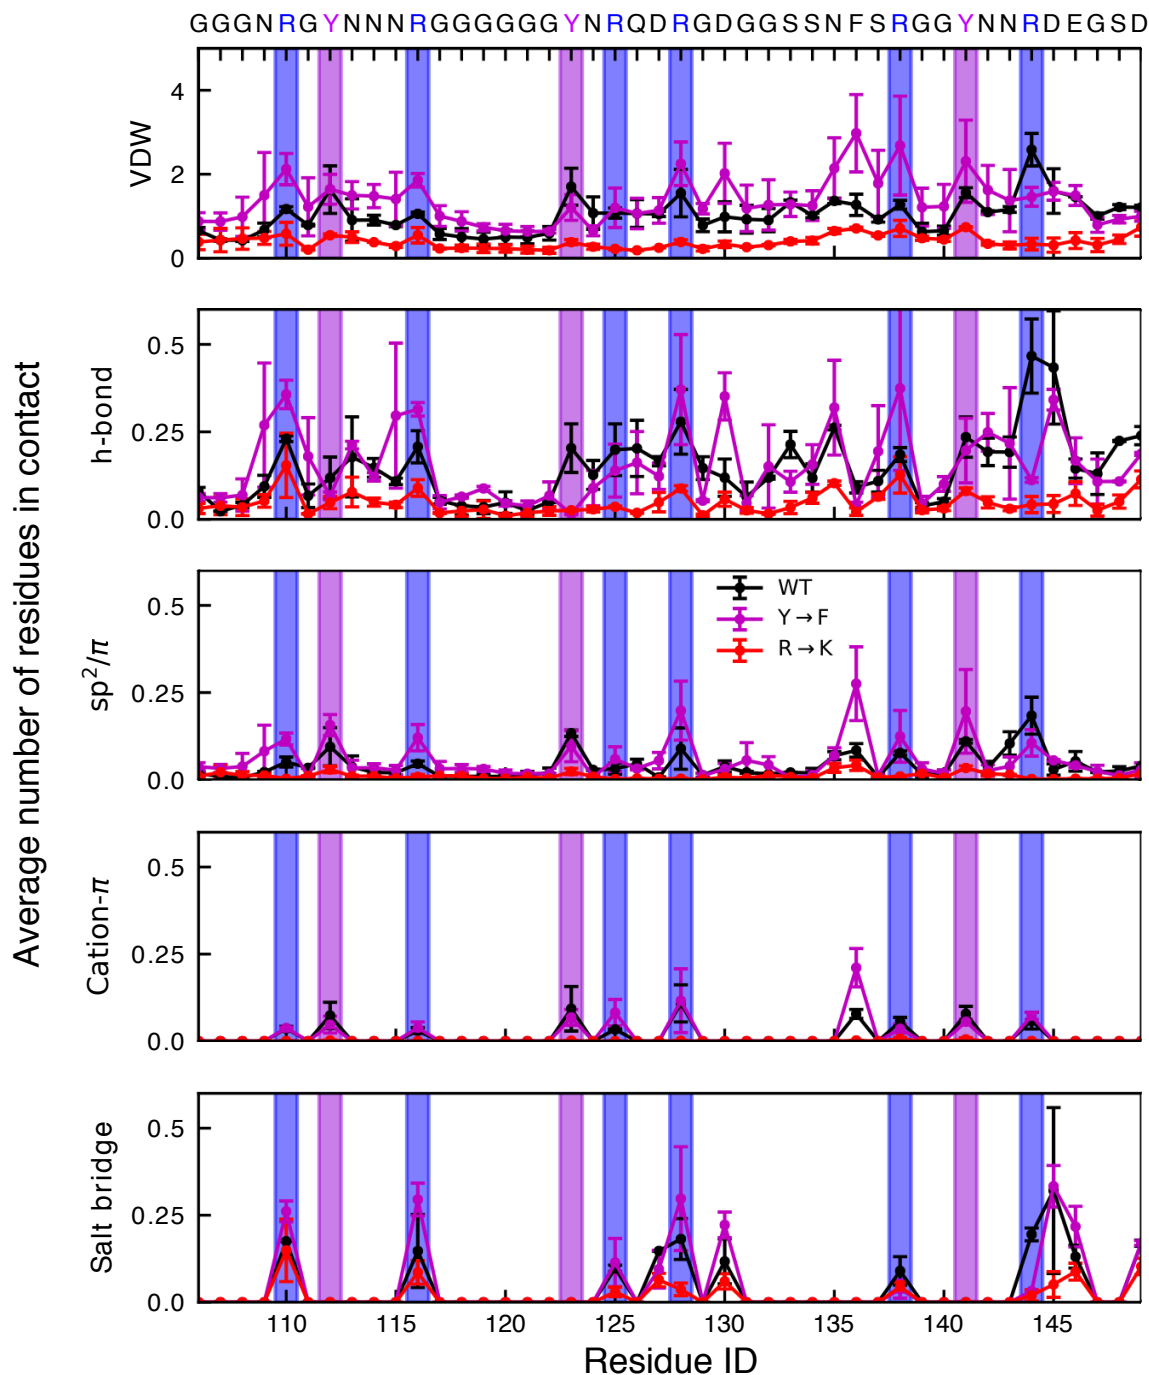 GGGNRGYNNNRGGGGGGYNRQDRGDGGSSNFSRGGYNNRDEGSD
Average number of residues in contact
VDW
4
2
0
h-bond
0.5
0.25
0.0
sp²/π
0.5
0.25
0.0
WT
Y→F
R→K
Cation-π
0.5
0.25
0.0
Salt bridge
0.5
0.25
0.0
110 115 120 125 130 135 140 145
Residue ID